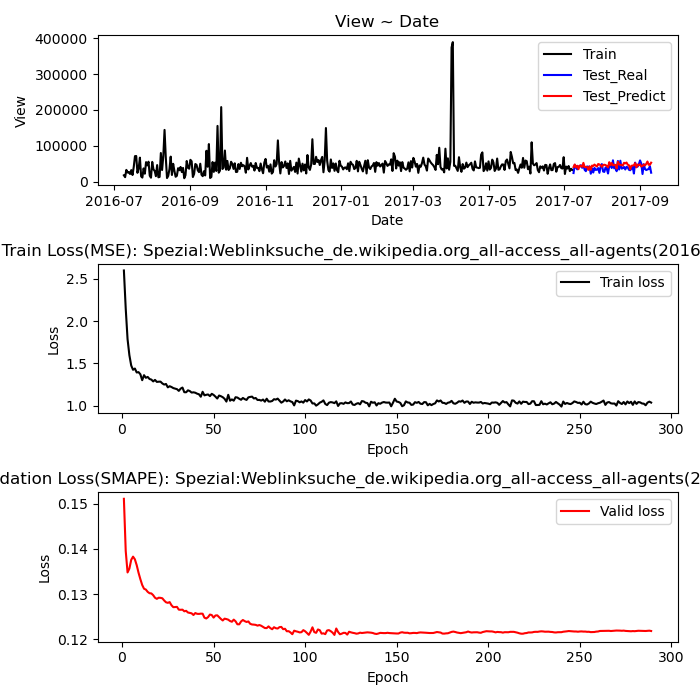 View ~ Date
400000
300000
200000
100000
0
View
Train
Test_Real
Test_Predict
2016-07 2016-09 2016-11 2017-01 2017-03 2017-05 2017-07 2017-09
Date
Train Loss(MSE): Spezial:Weblinksuche_de.wikipedia.org_all-access_all-agents(2016
2.5
2.0
1.5
1.0
Loss
Train loss
0 50 100 150 200 250 300
Epoch
dation Loss(SMAPE): Spezial:Weblinksuche_de.wikipedia.org_all-access_all-agents(2
0.15
0.14
0.13
0.12
Loss
Valid loss
0 50 100 150 200 250 300
Epoch